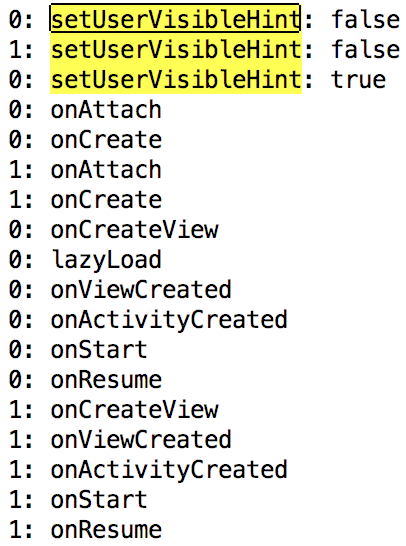 0: setUserVisibleHint: false
1: setUserVisibleHint: false
0: setUserVisibleHint: true
0: onAttach
0: onCreate
1: onAttach
1: onCreate
0: onCreateView
0: lazyLoad
0: onViewCreated
0: onActivityCreated
0: onStart
0: onResume
1: onCreateView
1: onViewCreated
1: onActivityCreated
1: onStart
1: onResume